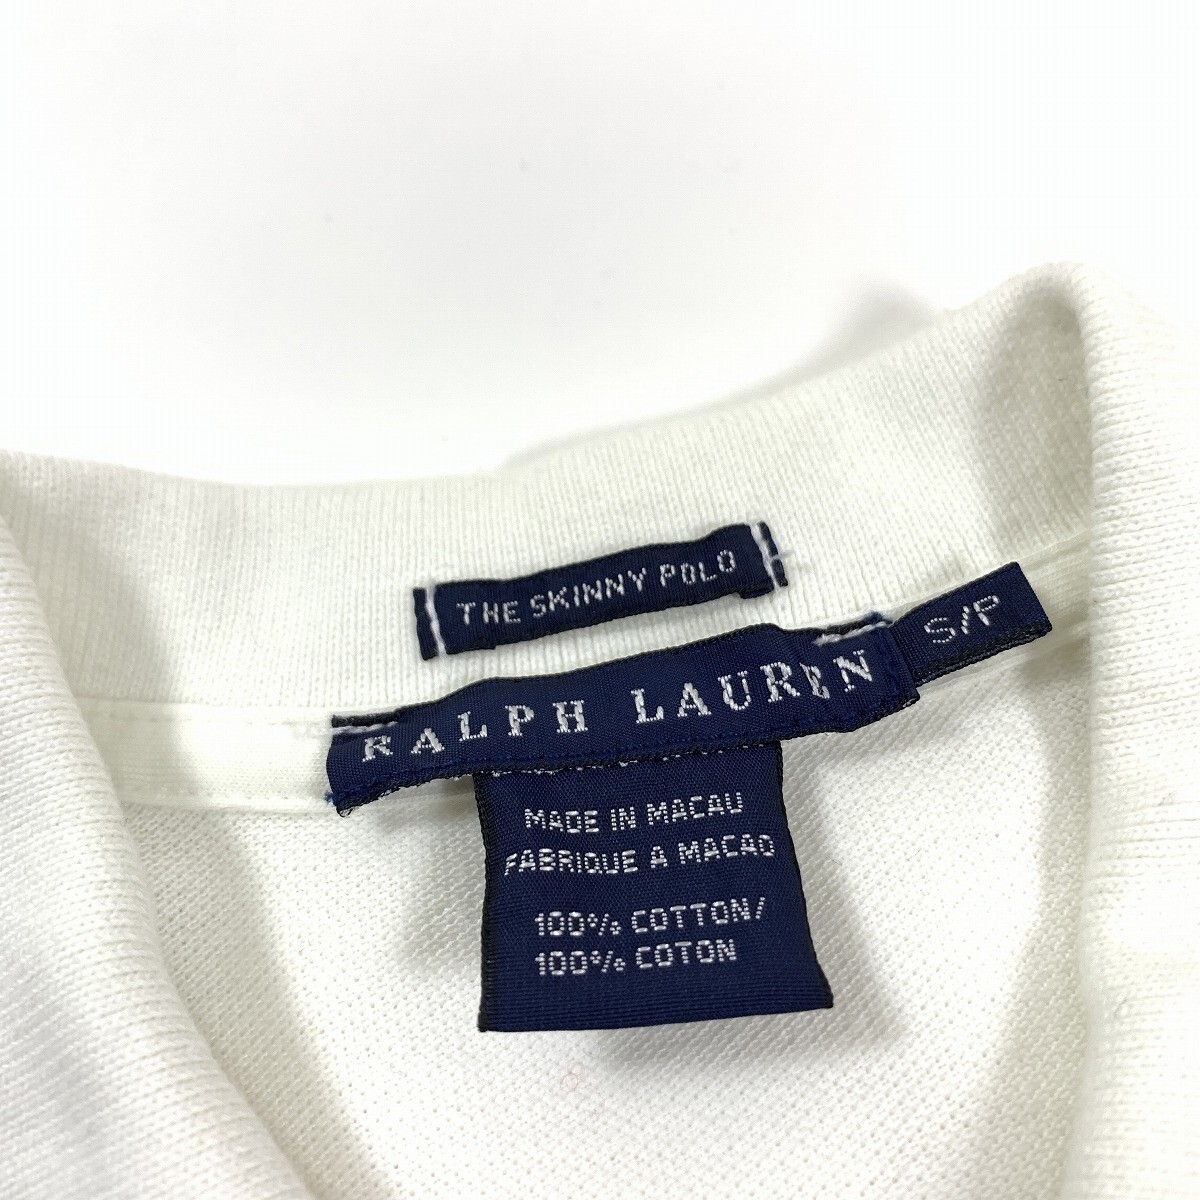 THE SKINNY POLO
RALPH LAUREN
S/P
MADE IN MACAU
FABRIQUE A MACAO
100% COTTON/
100% COTON